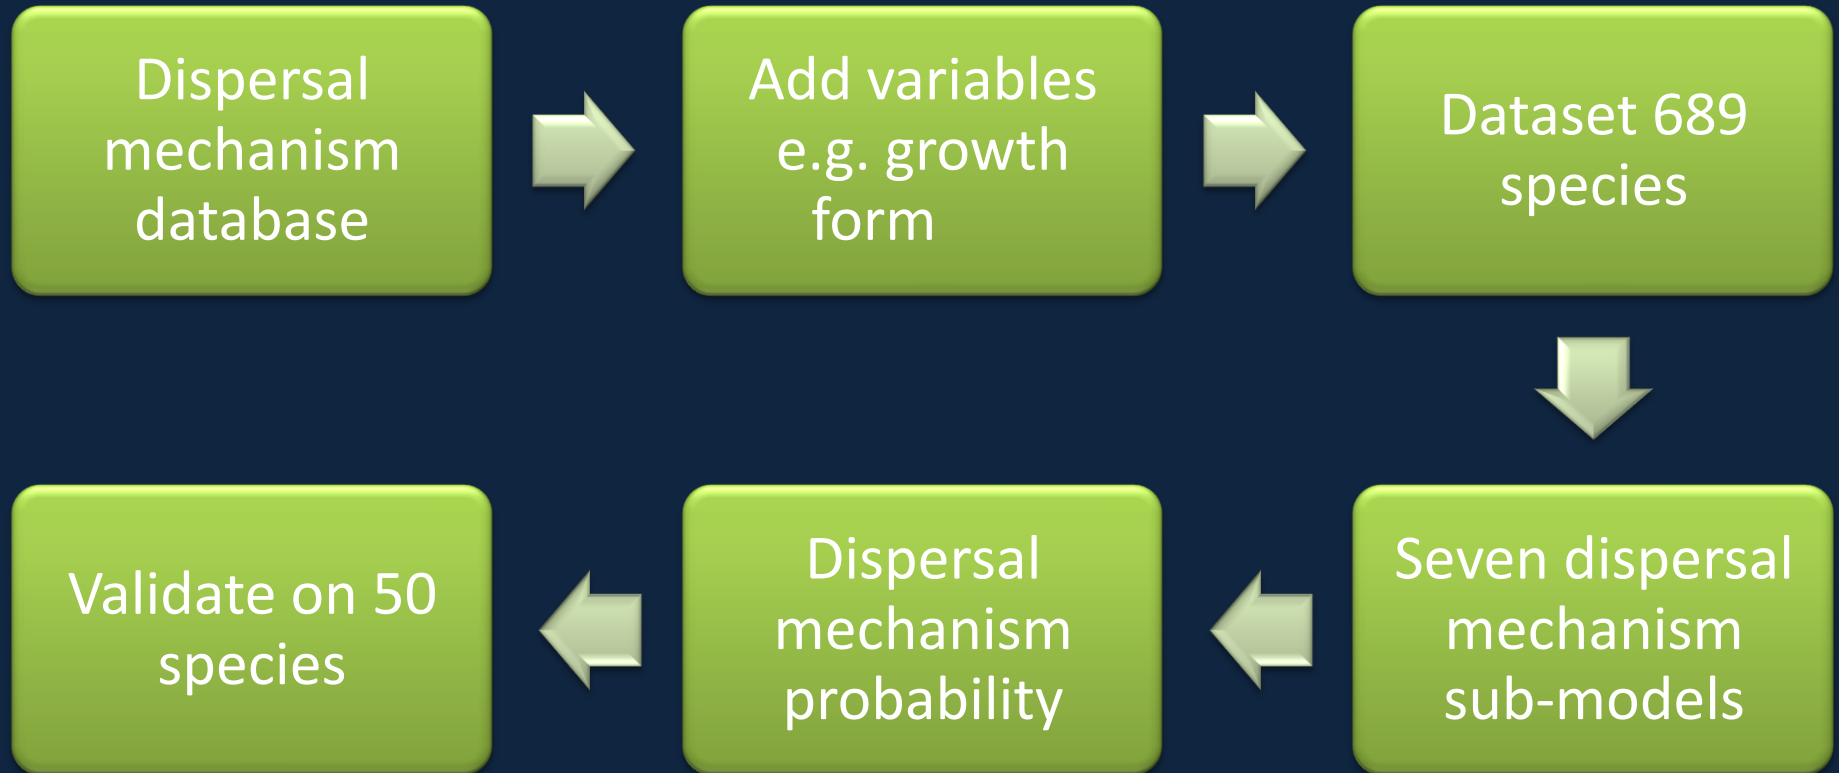 Dispersal
mechanism
database
Add variables
e.g. growth
form
Dataset 689
species
Seven dispersal
mechanism
sub-models
Dispersal
mechanism
probability
Validate on 50
species